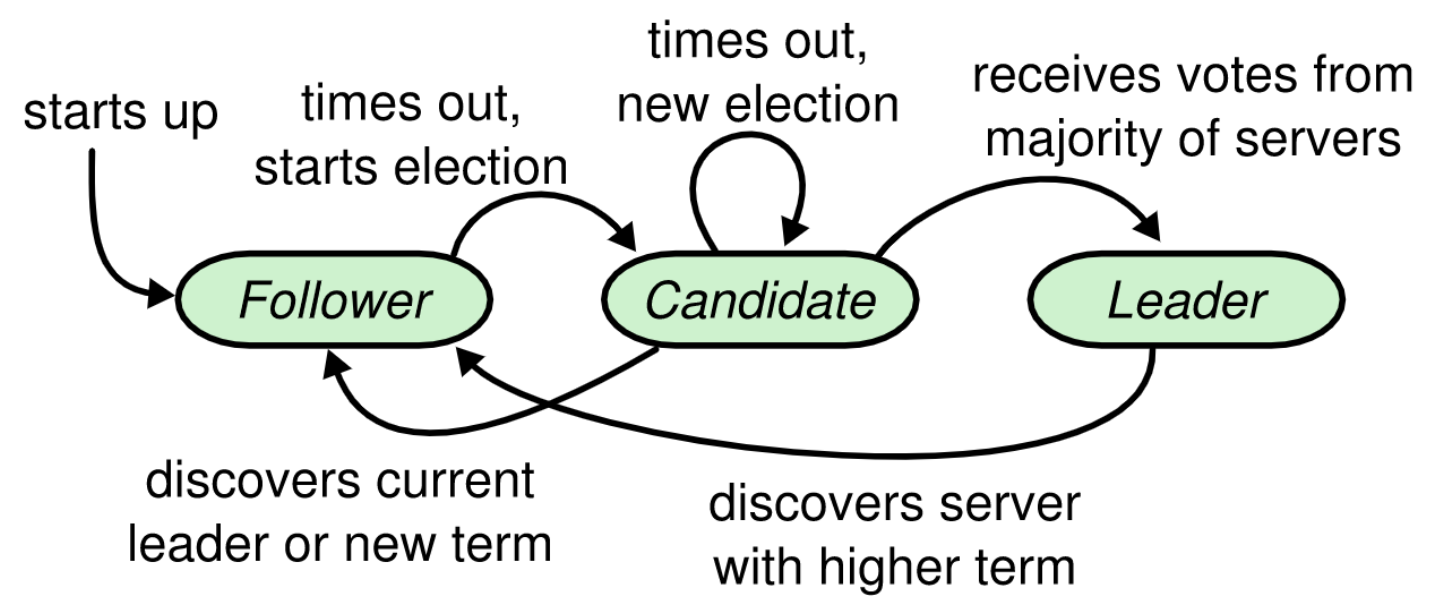 starts up
times out,
starts election
times out,
new election
receives votes from
majority of servers
Follower
Candidate
Leader
discovers current
leader or new term
discovers server
with higher term